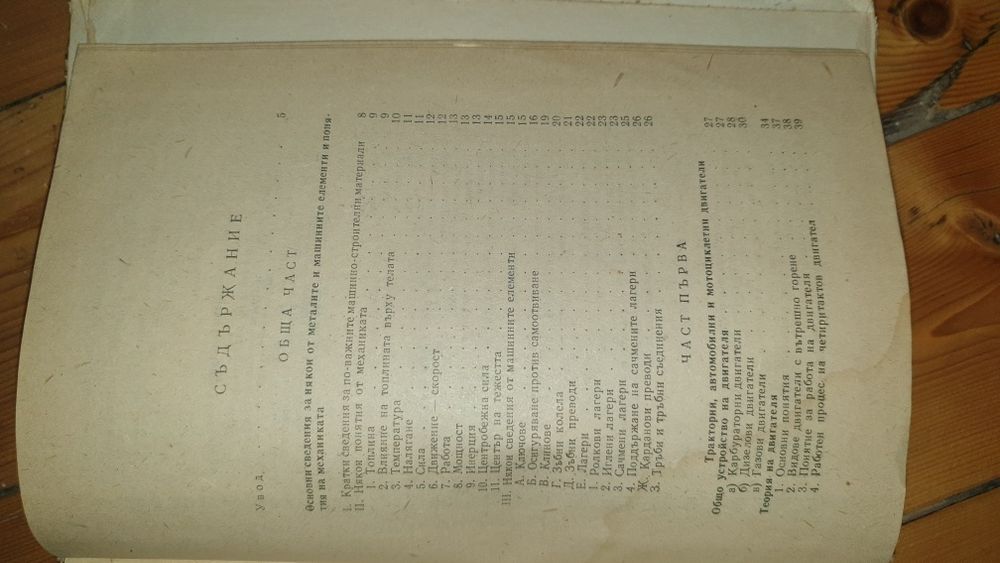 СЪДЪРЖАНИЕ
Увод . . . . . . . . . . 5
ОБЩА ЧАСТ
Основни сведения за някои от металите и машинните елементи и поня-
тия на механиката
I. Кратки сведения за по-важните машинно-строителни материали 8
II. Някои понятия от механиката . . . . . . . . 9
1. Топлина . . . . . . . . . . 9
2. Влияние на топлината върху телата . . . . . . 10
3. Температура . . . . . . . . . . 11
4. Налягане . . . . . . . . . . 11
5. Сила . . . . . . . . . . 12
6. Движение — скорост . . . . . . . . 12
7. Работа . . . . . . . . . . 13
8. Мощност . . . . . . . . . . 13
9. Инерция . . . . . . . . . . 13
10. Центробежна сила . . . . . . . . 14
11. Център на тежестта . . . . . . . . 15
III. Някои сведения от машинните елементи . . . . . 15
А. Ключове . . . . . . . . . . 15
Б. Осигуряване против самоотвиване . . . . . . 16
В. Клинове . . . . . . . . . . 19
Г. Зъбни колела . . . . . . . . . . 20
Д. Зъбни преводи . . . . . . . . . . 21
Е. Лагери . . . . . . . . . . 22
1. Ролкови лагери . . . . . . . . . . 22
2. Иглени лагери . . . . . . . . . . 23
3. Сачмени лагери . . . . . . . . . . 23
4. Поддържане на сачмените лагери . . . . . . 25
Ж. Карданови преводи . . . . . . . . 26
З. Тръби и тръбни съединения . . . . . . . . 26
ЧАСТ ПЪРВА
Тракторни, автомобилни и мотоциклетни двигатели
Общо устройство на двигателя . . . . . . . . 27
а) Карбураторни двигатели . . . . . . . . 27
б) Дизелови двигатели . . . . . . . . 28
в) Газови двигатели . . . . . . . . 30
Теория на двигателя
1. Основни понятия . . . . . . . . 34
2. Видове двигатели с вътрешно горене . . . . . . 37
3. Понятие за работа на двигателя . . . . . . 38
4. Работен процес на четиритактов двигател . . . . 39